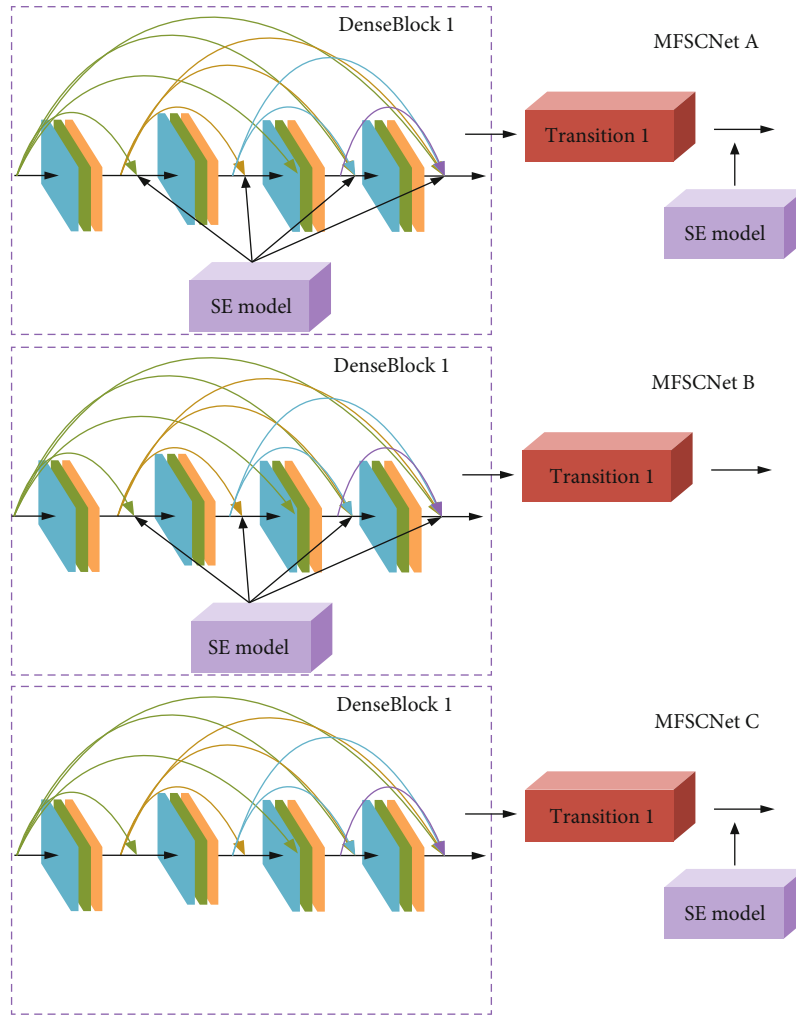 DenseBlock 1
MFSCNet A
Transition 1
SE model
SE model
DenseBlock 1
MFSCNet B
Transition 1
SE model
DenseBlock 1
MFSCNet C
Transition 1
SE model